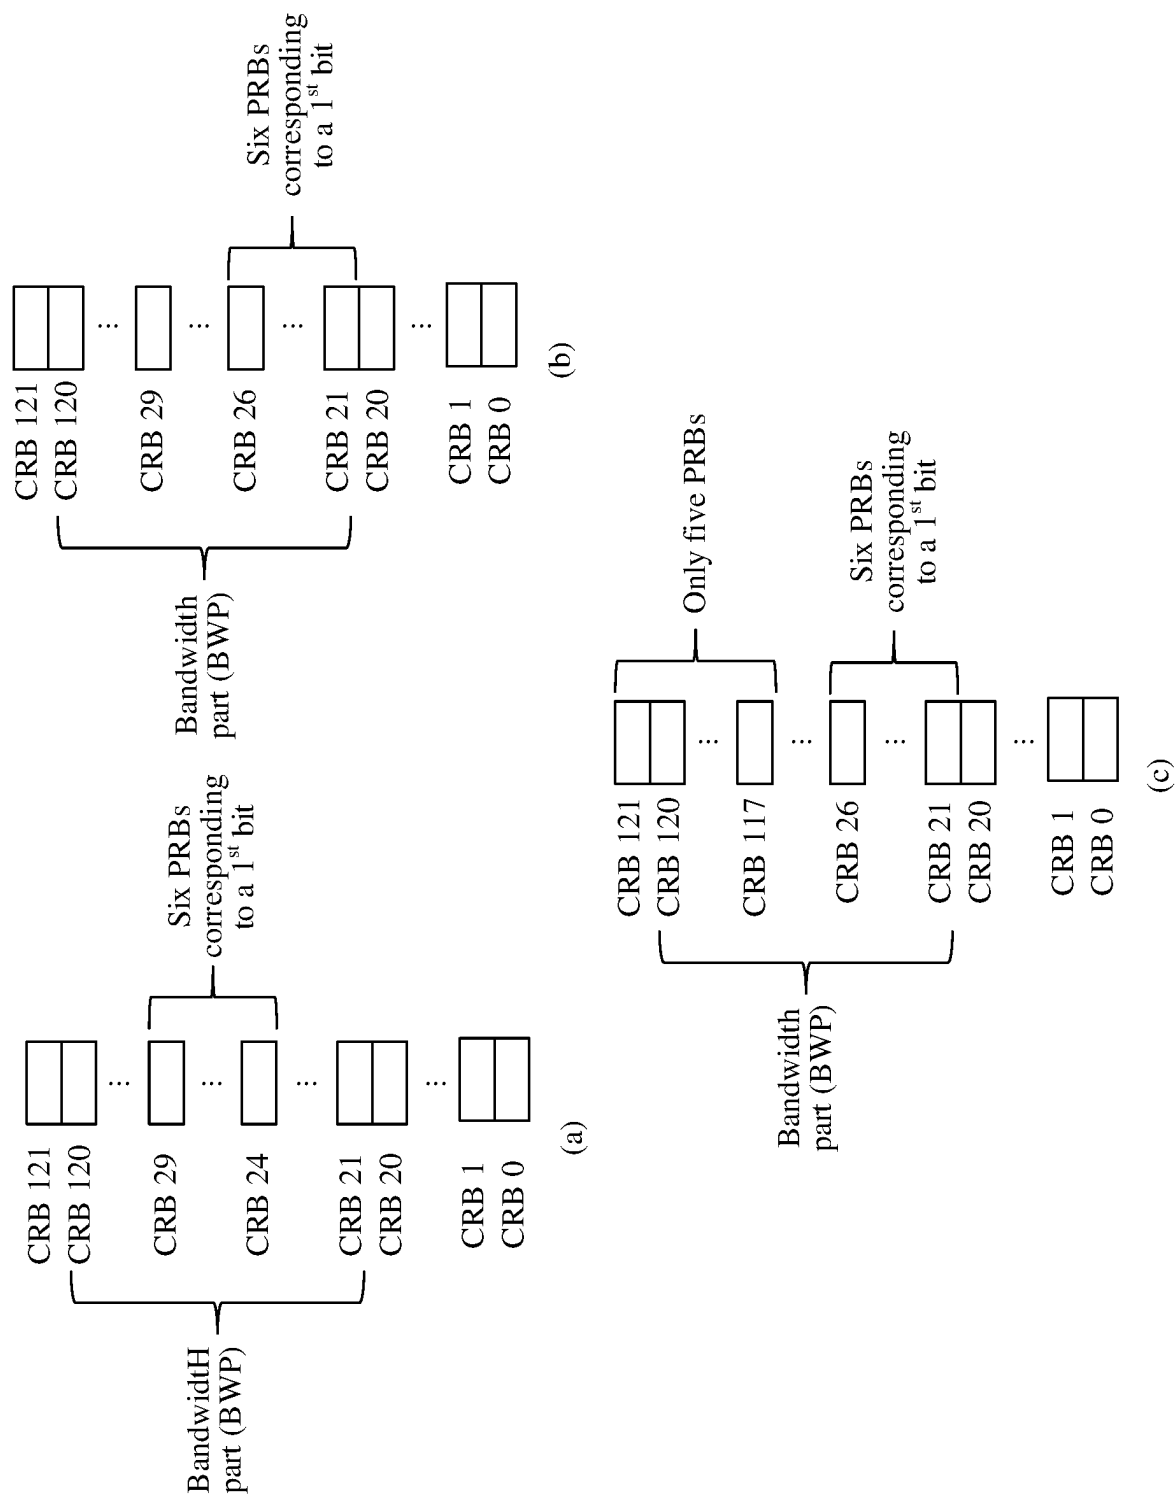 CRB 121
CRB 120
CRB 29
CRB 24
CRB 21
CRB 20
CRB 1
CRB 0
BandwidtH
part (BWP)
Six PRBs
corresponding
to a 1st bit
(a)
CRB 121
CRB 120
CRB 29
CRB 26
CRB 21
CRB 20
CRB 1
CRB 0
Bandwidth
part (BWP)
Six PRBs
corresponding
to a 1st bit
(b)
CRB 121
CRB 120
CRB 117
CRB 26
CRB 21
CRB 20
CRB 1
CRB 0
Bandwidth
part (BWP)
Only five PRBs
Six PRBs
corresponding
to a 1st bit
(c)